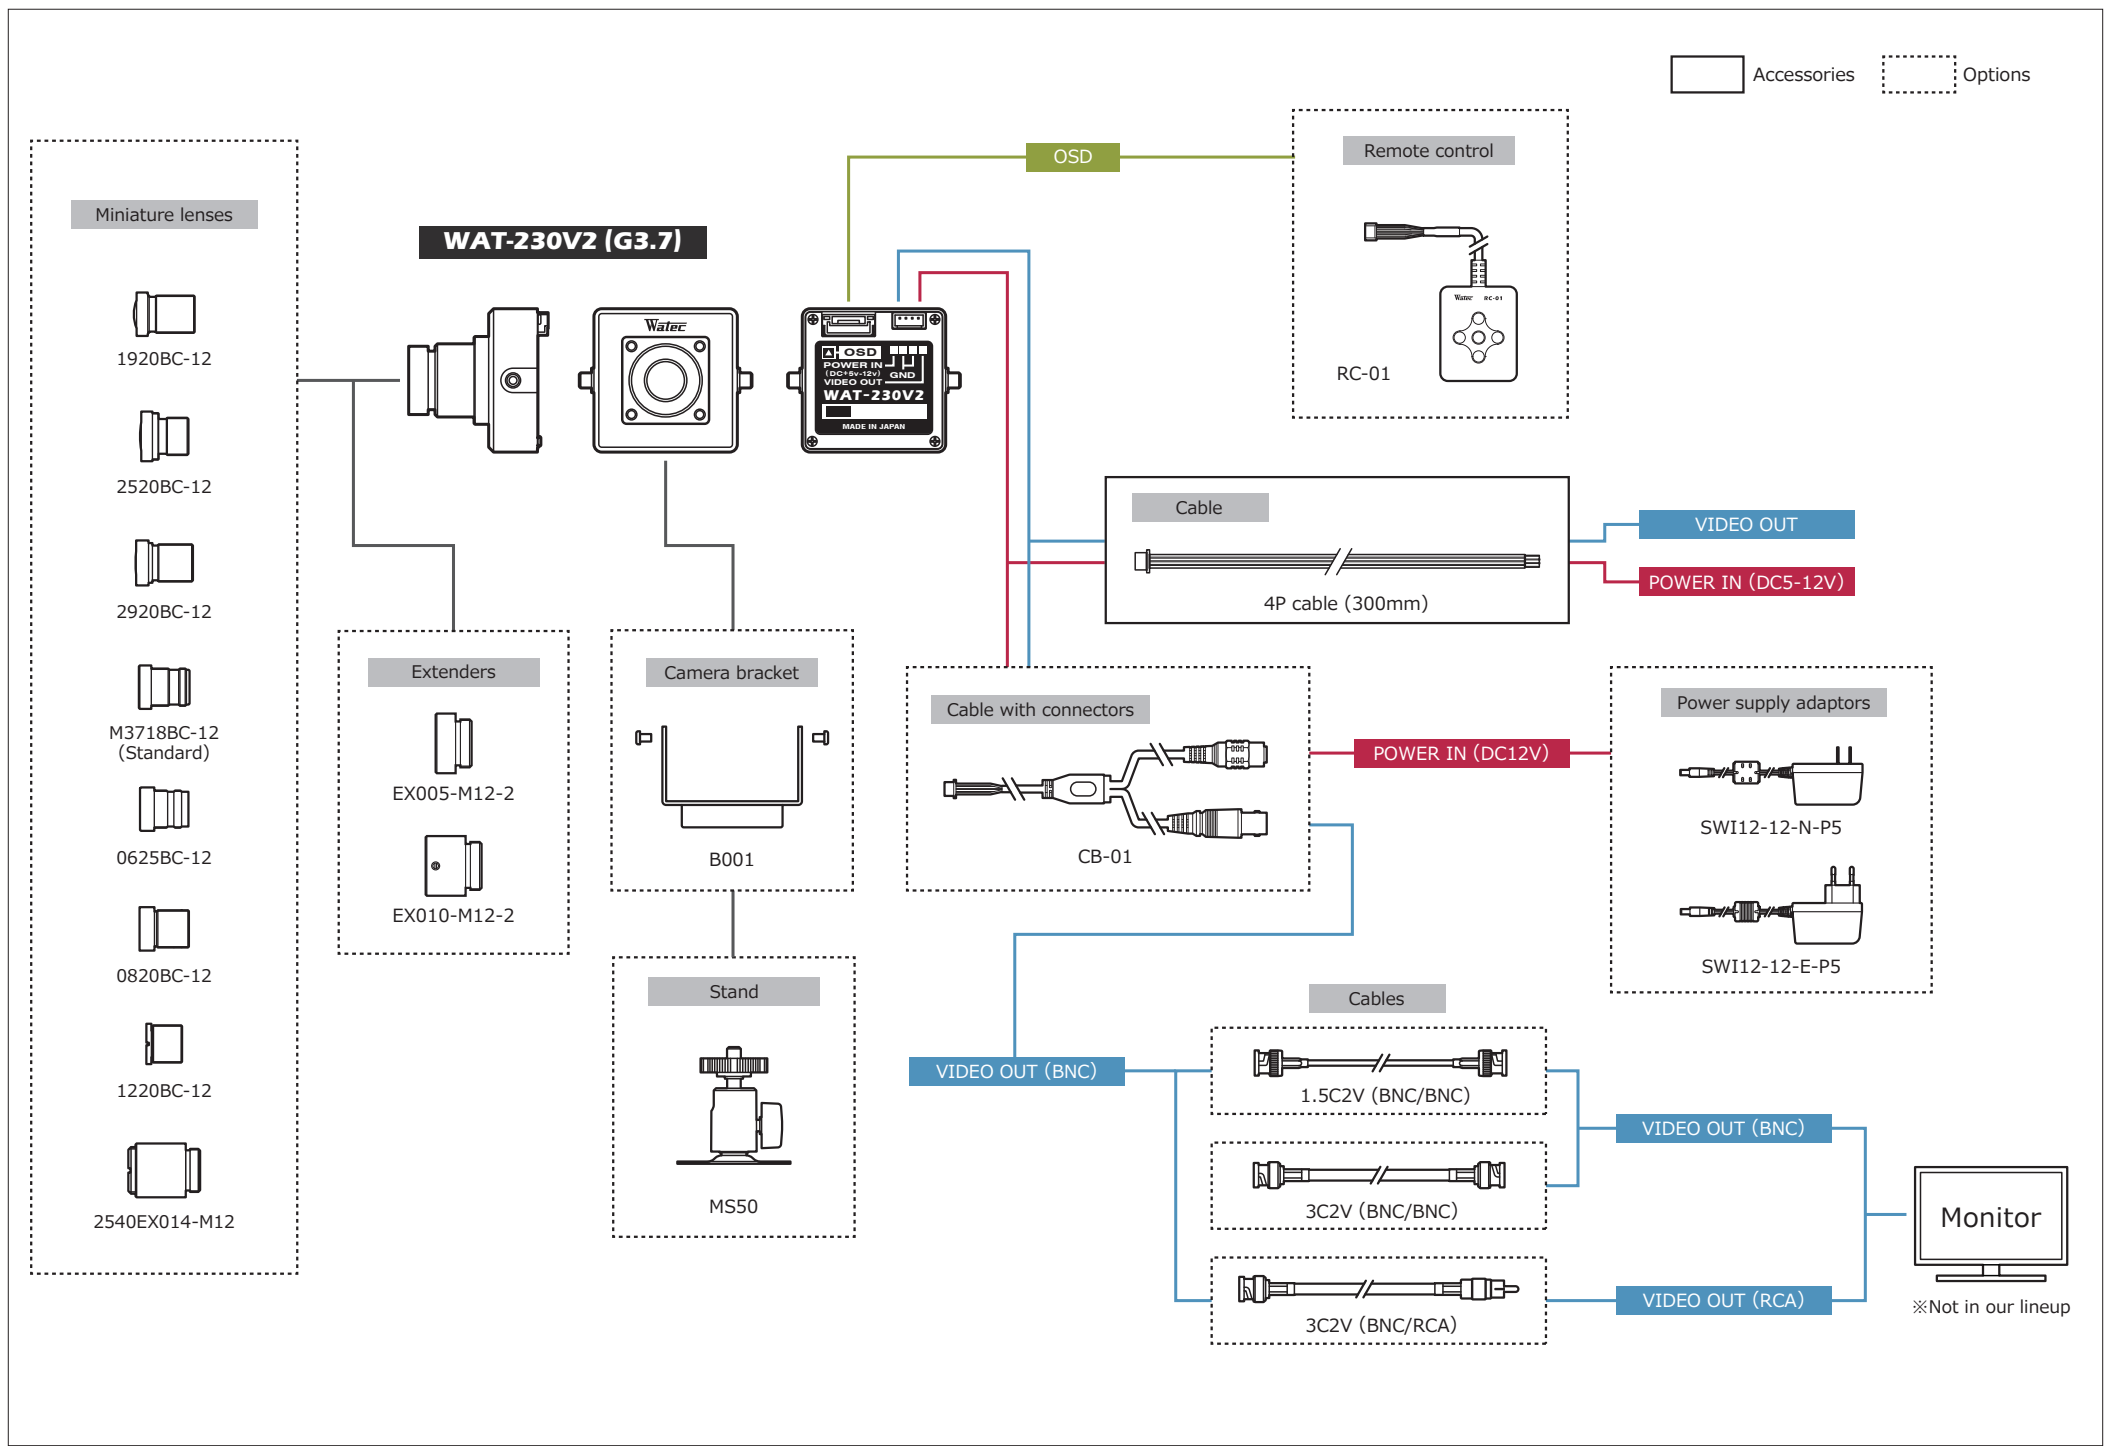 Accessories
Options
Miniature lenses
1920BC-12
2520BC-12
2920BC-12
M3718BC-12
(Standard)
0625BC-12
0820BC-12
1220BC-12
2540EX014-M12
WAT-230V2 (G3.7)
Watec
OSD
POWER IN
(DC+5v-12v)
GND
VIDEO OUT
WAT-230V2
MADE IN JAPAN
OSD
Remote control
Watec RC-01
RC-01
Cable
4P cable (300mm)
VIDEO OUT
POWER IN (DC5-12V)
Extenders
EX005-M12-2
EX010-M12-2
Camera bracket
B001
Stand
MS50
Cable with connectors
CB-01
POWER IN (DC12V)
Power supply adaptors
SWI12-12-N-P5
SWI12-12-E-P5
VIDEO OUT (BNC)
Cables
1.5C2V (BNC/BNC)
3C2V (BNC/BNC)
3C2V (BNC/RCA)
VIDEO OUT (BNC)
VIDEO OUT (RCA)
Monitor
※Not in our lineup